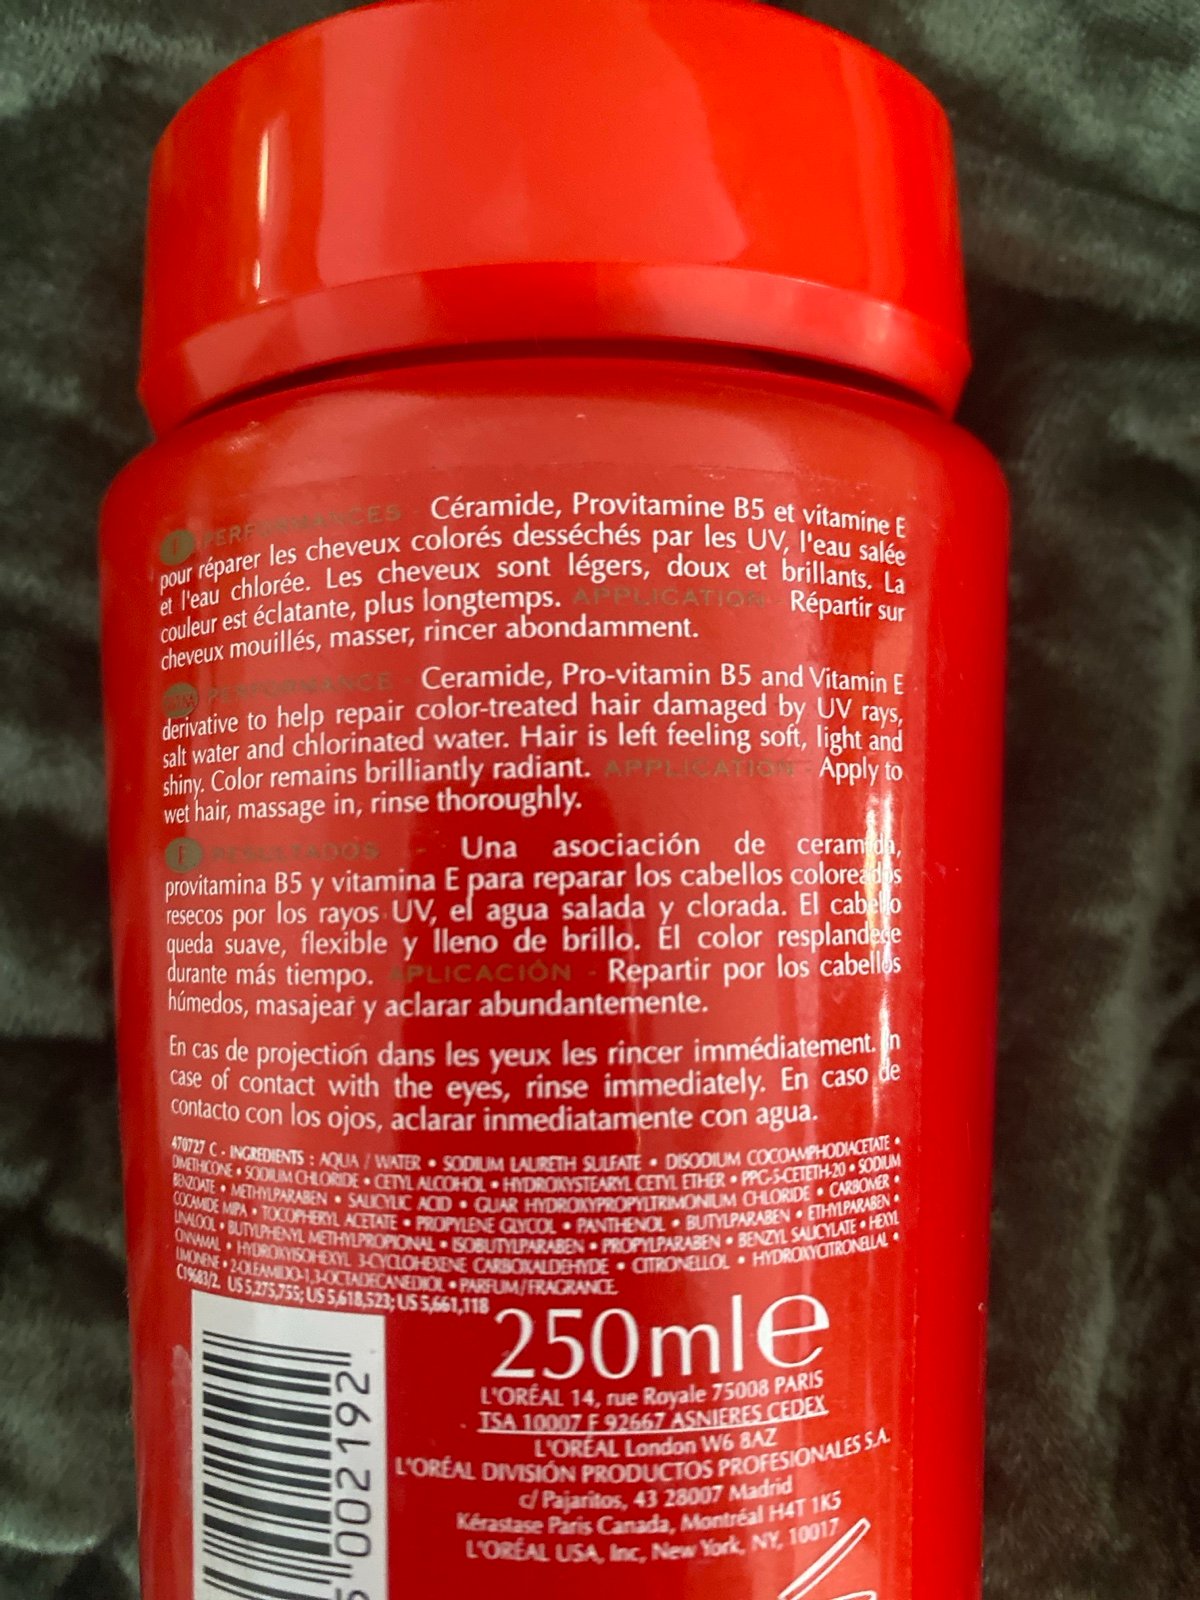 F PERFORMANCES - Céramide, Provitamine B5 et vitamine E
pour réparer les cheveux colorés desséchés par les UV, l'eau salée
et l'eau chlorée. Les cheveux sont légers, doux et brillants. La
couleur est éclatante, plus longtemps. APPLICATION - Répartir sur
cheveux mouillés, masser, rincer abondamment.
PERFORMANCE - Ceramide, Pro-vitamin B5 and Vitamin E
derivative to help repair color-treated hair damaged by UV rays,
salt water and chlorinated water. Hair is left feeling soft, light and
shiny. Color remains brilliantly radiant. APPLICATION - Apply to
wet hair, massage in, rinse thoroughly.
E RESULTADOS - Una asociación de ceramida,
provitamina B5 y vitamina E para reparar los cabellos coloreados
resecos por los rayos UV, el agua salada y clorada. El cabello
queda suave, flexible y lleno de brillo. El color resplandece
durante más tiempo. APLICACIÓN - Repartir por los cabellos
húmedos, masajear y aclarar abundantemente.
En cas de projection dans les yeux les rincer immédiatement. In
case of contact with the eyes, rinse immediately. En caso de
contacto con los ojos, aclarar inmediatamente con agua.
470727 C - INGREDIENTS : AQUA / WATER • SODIUM LAURETH SULFATE • DISODIUM COCOAMPHODIACETATE •
DIMETHICONE • SODIUM CHLORIDE • CETYL ALCOHOL • HYDROXYSTEARYL CETYL ETHER • PPG-5-CETETH-20 • SODIUM
BENZOATE • METHYLPARABEN • SALICYLIC ACID • GUAR HYDROXYPROPYLTRIMONIUM CHLORIDE • CARBOMER •
COCAMIDE MIPA • TOCOPHERYL ACETATE • PROPYLENE GLYCOL • PANTHENOL • BUTYLPARABEN • ETHYLPARABEN •
LINALOOL • BUTYLPHENYL METHYLPROPIONAL • ISOBUTYLPARABEN • PROPYLPARABEN • BENZYL SALICYLATE • HEXYL
CINNAMAL • HYDROXYISOHEXYL 3-CYCLOHEXENE CARBOXALDEHYDE • CITRONELLOL • HYDROXYCITRONELLAL •
LIMONENE • 2-OLEAMIDO-1,3-OCTADECANEDIOL • PARFUM / FRAGRANCE
C19683/2. US 5,275,755; US 5,618,523; US 5,661,118
250ml e
L'ORÉAL 14, rue Royale 75008 PARIS
TSA 10007 F 92667 ASNIERES CEDEX
L'ORÉAL London W6 8AZ
L'ORÉAL DIVISIÓN PRODUCTOS PROFESIONALES S.A.
c/ Pajaritos, 43 28007 Madrid
Kérastase Paris Canada, Montréal H4T 1K5
L'ORÉAL USA, Inc, New York, NY, 10017
002192